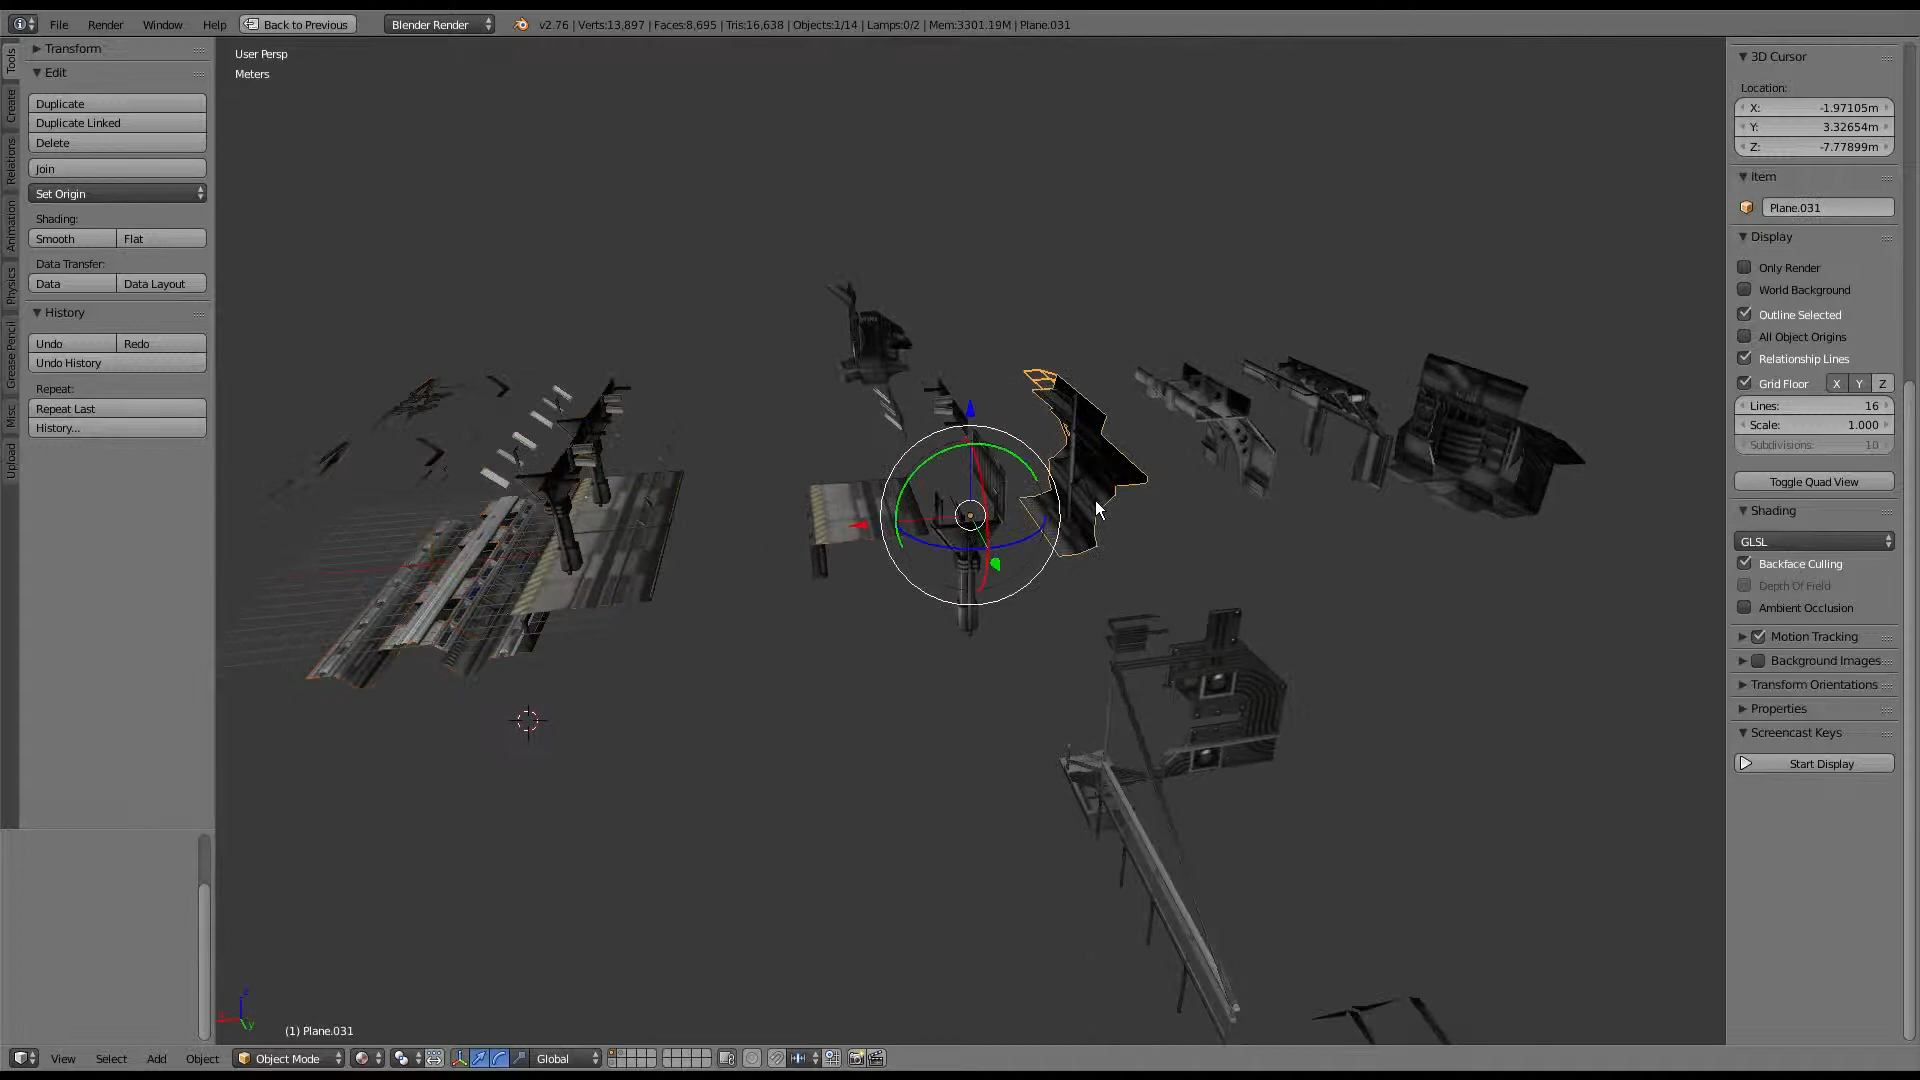 File Render Window Help Back to Previous Blender Render v2.76 | Verts:13,897 | Faces:8,695 | Tris:16,638 | Objects:1/14 | Lamps:0/2 | Mem:3301.19M | Plane.031
Tools
Create
Relations
Animation
Physics
Grease Pencil
Misc
Upload
Transform
Edit
Duplicate
Duplicate Linked
Delete
Join
Set Origin
Shading:
Smooth Flat
Data Transfer:
Data Data Layout
History
Undo Redo
Undo History
Repeat:
Repeat Last
History...
User Persp
Meters
z
y
(1) Plane.031
3D Cursor
Location:
X: -1.97105m
Y: 3.32654m
Z: -7.77899m
Item
Plane.031
Display
Only Render
World Background
Outline Selected
All Object Origins
Relationship Lines
Grid Floor X Y Z
Lines: 16
Scale: 1.000
Subdivisions: 10
Toggle Quad View
Shading
GLSL
Backface Culling
Depth Of Field
Ambient Occlusion
Motion Tracking
Background Images
Transform Orientations
Properties
Screencast Keys
Start Display
View Select Add Object Object Mode Global